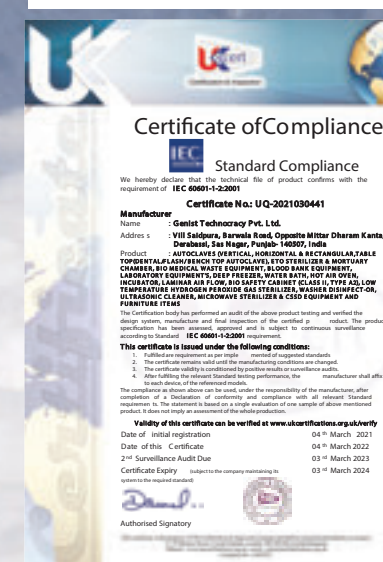 UK Cert
Certificate of Compliance
IEC
Standard Compliance
We hereby declare that the technical file of product confirms with the
requirement of IEC 60601-1-2:2001
Certificate No.: UQ-2021030441
Manufacturer
Name : Genist Technocracy Pvt. Ltd.
Addres s : Vill Saidpura, Barwala Road, Opposite Mittar Dharam Kanta,
Derabassi, Sas Nagar, Punjab- 140507, India
Product : AUTOCLAVES (VERTICAL, HORIZONTAL & RECTANGULAR,TABLE
TOP(DENTAL/FLASH/BENCH TOP AUTOCLAVE), ETO STERILIZER & MORTUARY
CHAMBER, BIO MEDICAL WASTE EQUIPMENT, BLOOD BANK EQUIPMENT,
LABORATORY EQUIPMENT'S, DEEP FREEZER, WATER BATH, HOT AIR OVEN,
INCUBATOR, LAMINAR AIR FLOW, BIO SAFETY CABINET (CLASS II, TYPE A2), LOW
TEMPERATURE HYDROGEN PEROXIDE GAS STERILIZER, WASHER DISINFECT-OR,
ULTRASONIC CLEANER, MICROWAVE STERILIZER & CSSD EQUIPMENT AND
FURNITURE ITEMS
The Certification body has performed an audit of the above product testing and verified the
design system, manufacture and final inspection of the certified p roduct. The produc
specification has been assessed, approved and is subject to continuous surveillance
according to Standard IEC 60601-1-2:2001 requirement.
This certificate is issued under the following conditions:
1. Fulfilled are requirement as per imple mented of suggested standards
2. The certificate remains valid until the manufacturing conditions are changed.
3. The certificate validity is conditioned by positive results or surveillance audits.
4. After fulfilling the relevant Standard testing performance, the manufacturer shall affix
to each device, of the referenced models.
The compliance as shown above can be used, under the responsibility of the manufacturer, after
completion of a Declaration of conformity and compliance with all relevant Standard
requiremen ts. The statement is based on a single evaluation of one sample of above mentioned
product. It does not imply an assessment of the whole production.
Validity of this certificate can be verified at www.ukcertifications.org.uk/verify
Date of initial registration 04 th March 2021
Date of this Certificate 04 th March 2022
2nd Surveillance Audit Due 03 rd March 2023
Certificate Expiry (subject to the company maintaining its 03 rd March 2024
system to the required standard)
Authorised Signatory